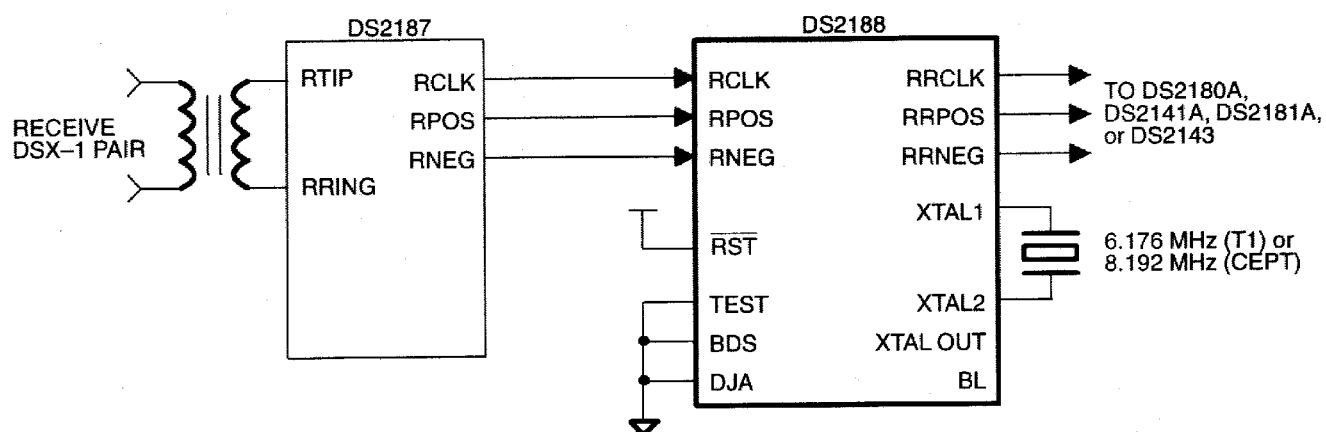 DS2187
DS2188
RECEIVE
DSX–1 PAIR
RTIP
RRING
RCLK
RPOS
RNEG
RCLK
RPOS
RNEG
RST
TEST
BDS
DJA
RRCLK
RRPOS
RRNEG
XTAL1
XTAL2
XTAL OUT
BL
TO DS2180A,
DS2141A, DS2181A,
or DS2143
6.176 MHz (T1) or
8.192 MHz (CEPT)